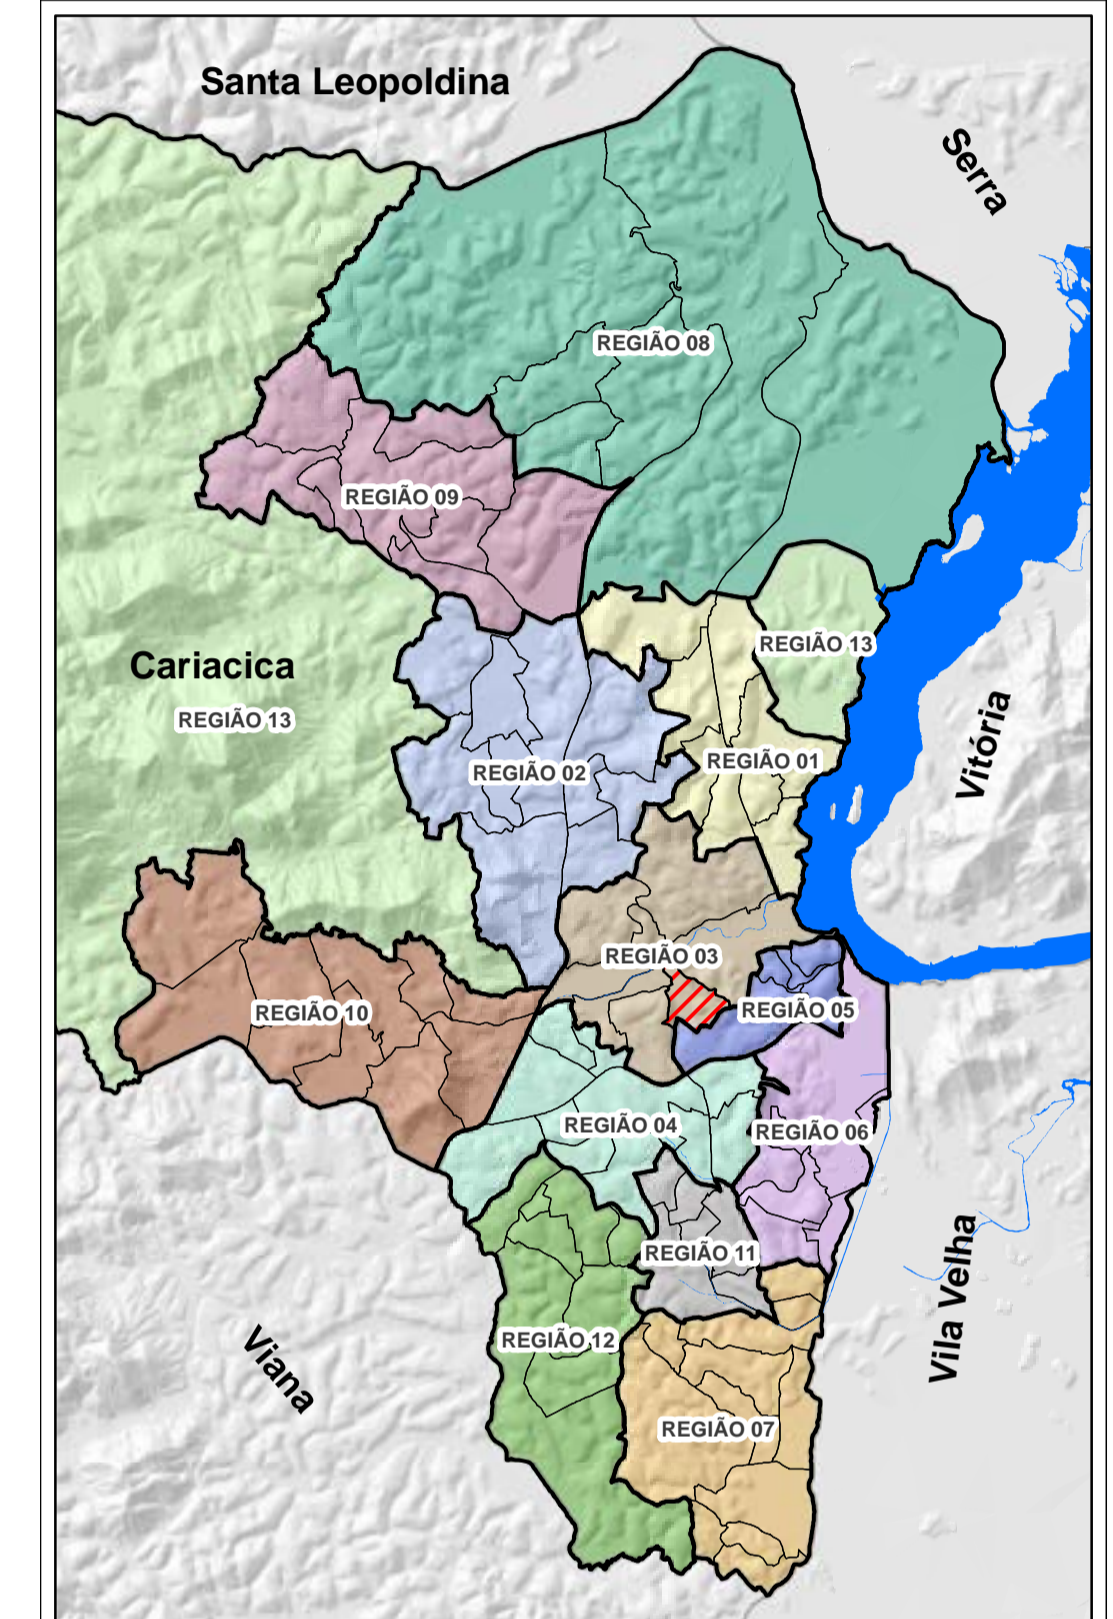 Santa Leopoldina
Serra
REGIÃO 08
REGIÃO 09
REGIÃO 13
Cariacica
REGIÃO 13
Vitória
REGIÃO 01
REGIÃO 02
REGIÃO 03
REGIÃO 05
REGIÃO 10
REGIÃO 04
REGIÃO 06
REGIÃO 11
Vila Velha
REGIÃO 12
Viana
REGIÃO 07